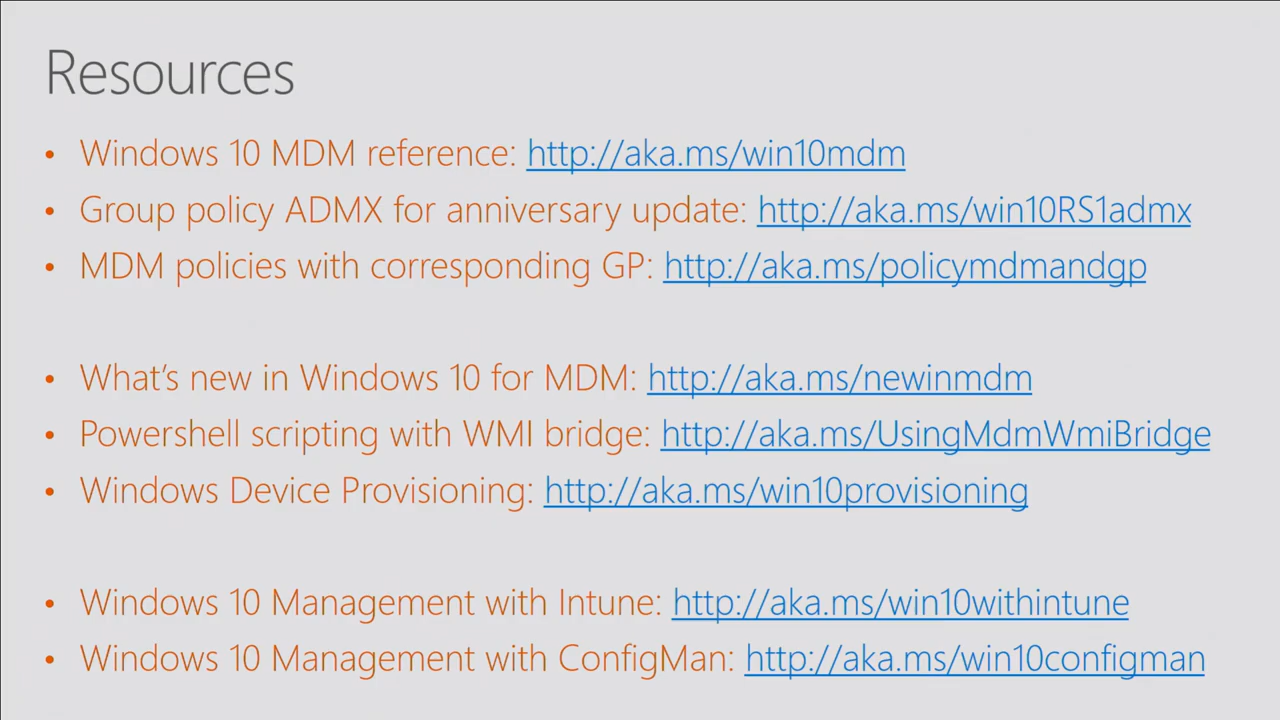 Resources
• Windows 10 MDM reference: http://aka.ms/win10mdm
• Group policy ADMX for anniversary update: http://aka.ms/win10RS1admx
• MDM policies with corresponding GP: http://aka.ms/policymdmandgp
• What's new in Windows 10 for MDM: http://aka.ms/newinmdm
• Powershell scripting with WMI bridge: http://aka.ms/UsingMdmWmiBridge
• Windows Device Provisioning: http://aka.ms/win10provisioning
• Windows 10 Management with Intune: http://aka.ms/win10withintune
• Windows 10 Management with ConfigMan: http://aka.ms/win10configman